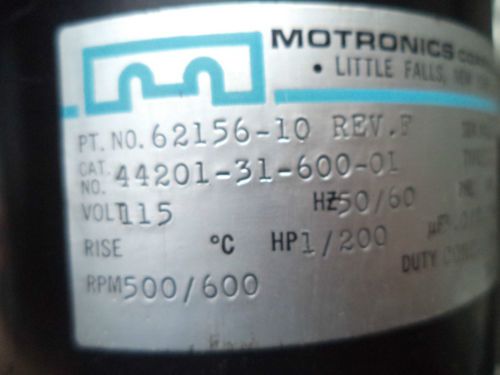 MOTRONICS
• LITTLE FALLS, NEW
PT. NO. 62156-10 REV.F
CAT. NO. 44201-31-600-01
VOLT 115 HZ 50/60
RISE °C HP 1/200
DUTY
RPM 500/600